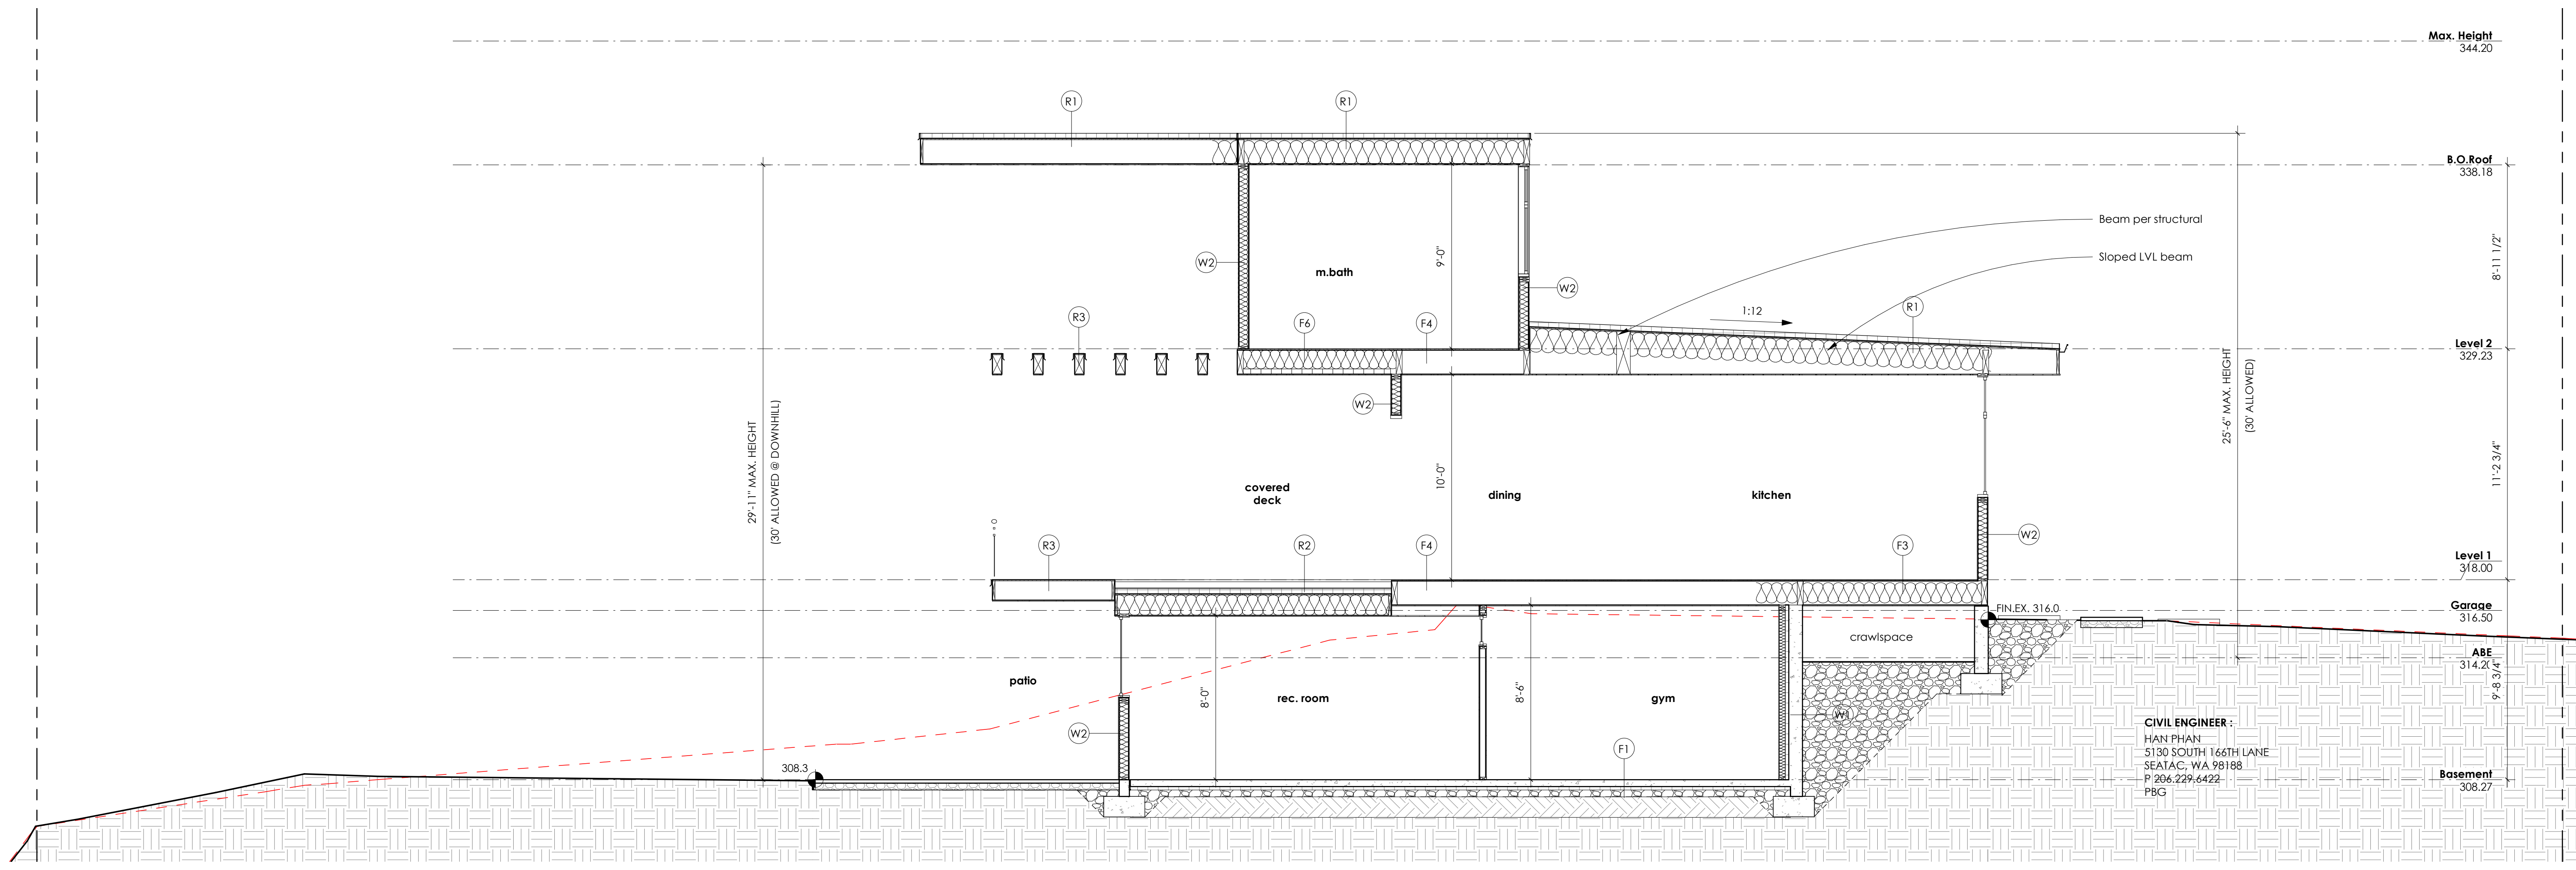 Max. Height
344.20
R1
R1
B.O.Roof
338.18
Beam per structural
W2
m.bath
9'-0"
Sloped LVL beam
8'-11 1/2"
W2
R3
F6
F4
1:12
R1
Level 2
329.23
W2
29'-11" MAX. HEIGHT
(30' ALLOWED @ DOWNHILL)
25'-6" MAX. HEIGHT
(30' ALLOWED)
10'-0"
11'-2 3/4"
covered
deck
dining
kitchen
R3
R2
F4
F3
W2
Level 1
318.00
FIN.EX. 316.0
Garage
316.50
crawlspace
ABE
314.20
patio
8'-0"
rec. room
8'-6"
gym
9'-8 3/4"
W2
W1
F1
CIVIL ENGINEER :
HAN PHAN
5130 SOUTH 166TH LANE
SEATAC, WA 98188
P 206.229.6422
PBG
308.3
Basement
308.27